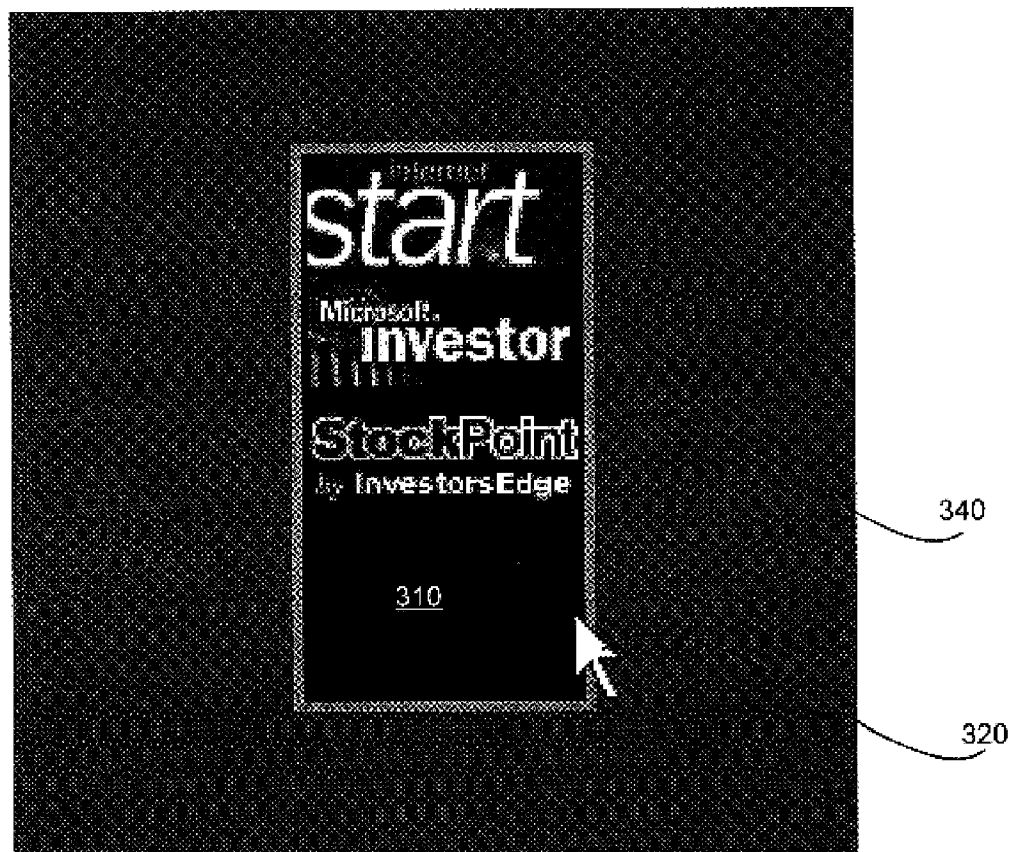 internet
start
Microsoft
investor
StockPoint
by InvestorsEdge
340
310
320